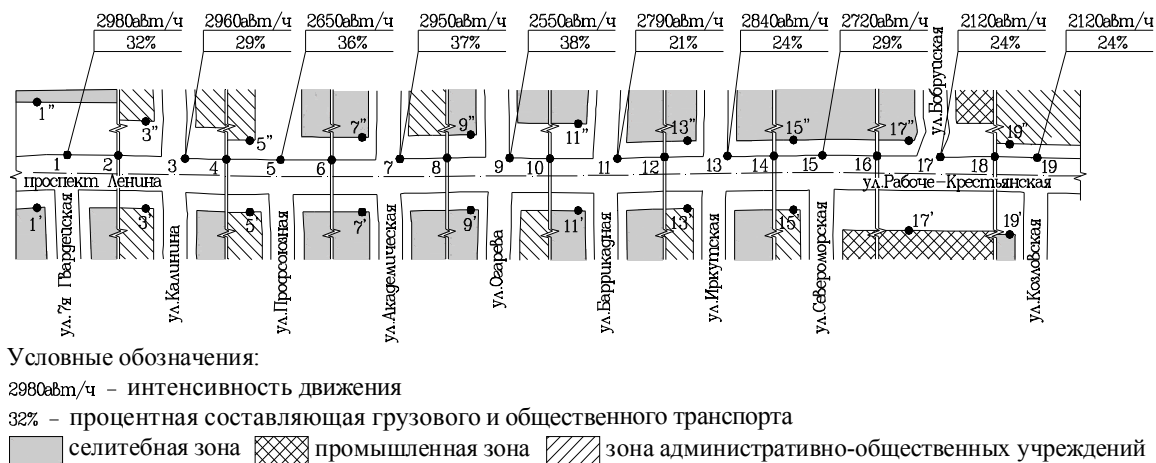 2980авт/ч 2960авт/ч 2650авт/ч 2950авт/ч 2550авт/ч 2790авт/ч 2840авт/ч 2720авт/ч 2120авт/ч 2120авт/ч
32% 29% 36% 37% 38% 21% 24% 29% 24% 24%
ул.Бобруйская
1" 3" 5" 7" 9" 11" 13" 15" 17" 19"
1 2 3 4 5 6 7 8 9 10 11 12 13 14 15 16 17 18 19
проспект Ленина ул.Рабоче-Крестьянская
1' 3' 5' 7' 9' 11' 13' 15' 17' 19'
ул.7я Гвардейская
ул.Калинина
ул.Профсоюзная
ул.Академическая
ул.Огарева
ул.Баррикадная
ул.Иркутская
ул.Североморская
ул.Козловская
Условные обозначения:
2980авт/ч - интенсивность движения
32% - процентная составляющая грузового и общественного транспорта
селитебная зона промышленная зона зона административно-общественных учреждений